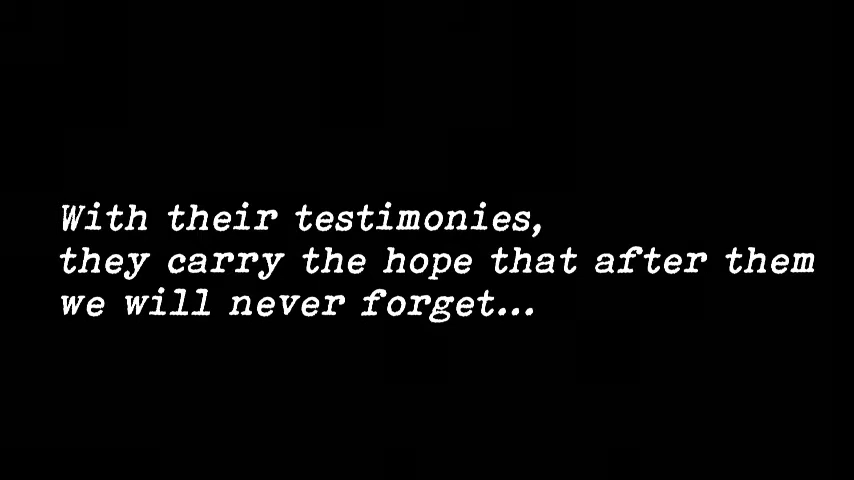 With their testimonies,
they carry the hope that after them
we will never forget...